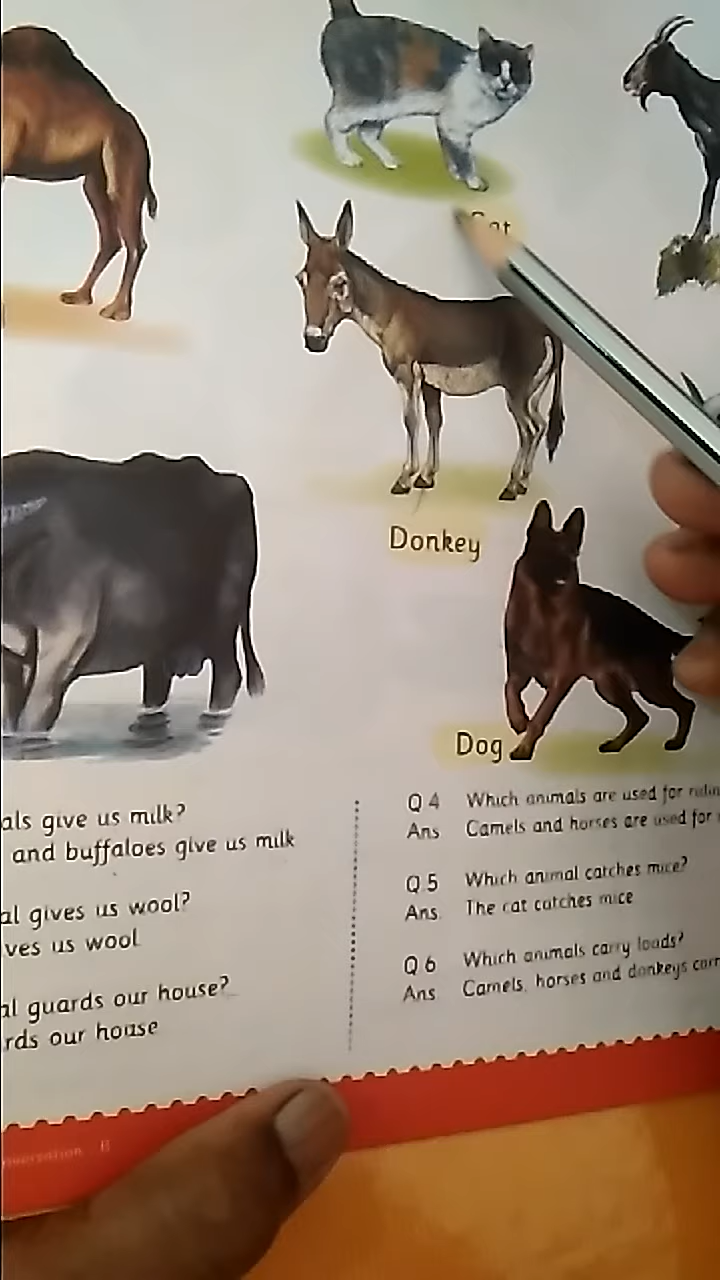 Cat
Donkey
Dog
als give us milk?
and buffaloes give us milk
al gives us wool?
ves us wool
al guards our house?
rds our house
Q 4 Which animals are used for
Ans Camels and horses are used for
Q 5 Which animal catches mice?
Ans. The cat catches mice
Q 6 Which animals carry loads?
Ans Camels, horses and donkeys